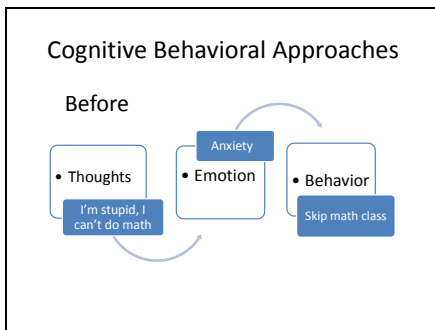 Cognitive Behavioral Approaches
Before
• Thoughts
I'm stupid, I
can't do math
Anxiety
• Emotion
• Behavior
Skip math class